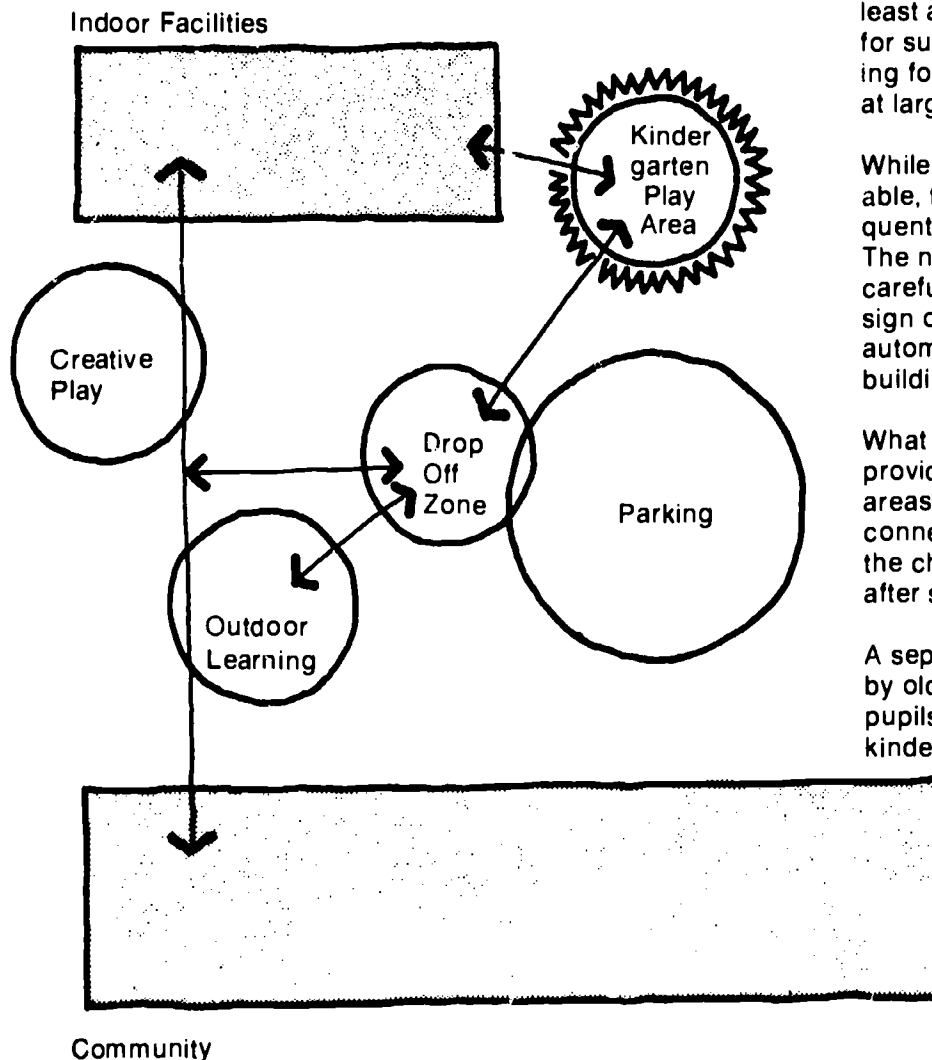 Indoor Facilities
Kinder
garten
Play
Area
Creative
Play
Drop
Off
Zone
Parking
Outdoor
Learning
Community
least a
for su
ing fo
at larg
While
able,
quent
The n
carefu
sign
autom
buildi
What
provid
areas
conne
the ch
after s
A sep
by old
pupils
kinde